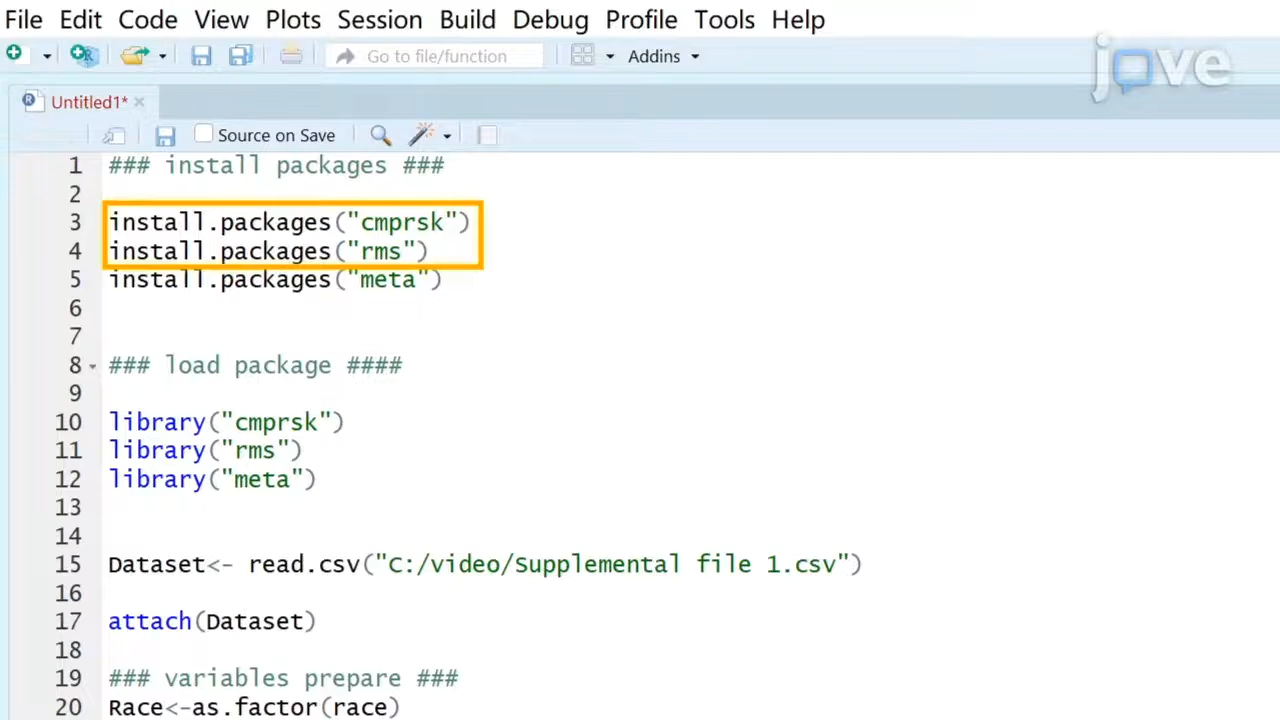 File Edit Code View Plots Session Build Debug Profile Tools Help
Go to file/function Addins
jove
Untitled1*
Source on Save
1 ### install packages ###
2
3 install.packages("cmprsk")
4 install.packages("rms")
5 install.packages("meta")
6
7
8 ### load package ####
9
10 library("cmprsk")
11 library("rms")
12 library("meta")
13
14
15 Dataset<- read.csv("C:/video/Supplemental file 1.csv")
16
17 attach(Dataset)
18
19 ### variables prepare ###
20 Race<-as.factor(race)